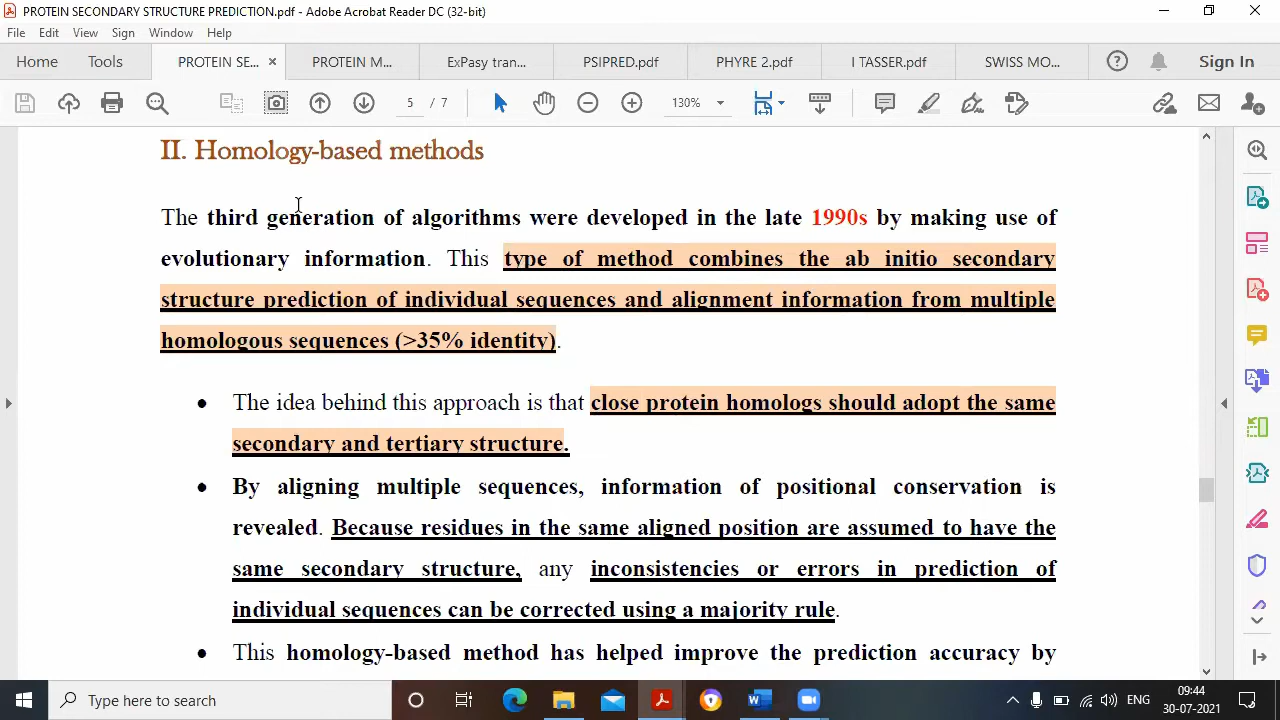 PROTEIN SECONDARY STRUCTURE PREDICTION.pdf - Adobe Acrobat Reader DC (32-bit)
File Edit View Sign Window Help
Home Tools PROTEIN SE... PROTEIN M... ExPasy tran... PSIPRED.pdf PHYRE 2.pdf I TASSER.pdf SWISS MO... Sign In
5 / 7 130%
II. Homology-based methods
The third generation of algorithms were developed in the late 1990s by making use of
evolutionary information. This type of method combines the ab initio secondary
structure prediction of individual sequences and alignment information from multiple
homologous sequences (>35% identity).
• The idea behind this approach is that close protein homologs should adopt the same
secondary and tertiary structure.
• By aligning multiple sequences, information of positional conservation is
revealed. Because residues in the same aligned position are assumed to have the
same secondary structure, any inconsistencies or errors in prediction of
individual sequences can be corrected using a majority rule.
• This homology-based method has helped improve the prediction accuracy by
Type here to search
ENG
09:44
30-07-2021